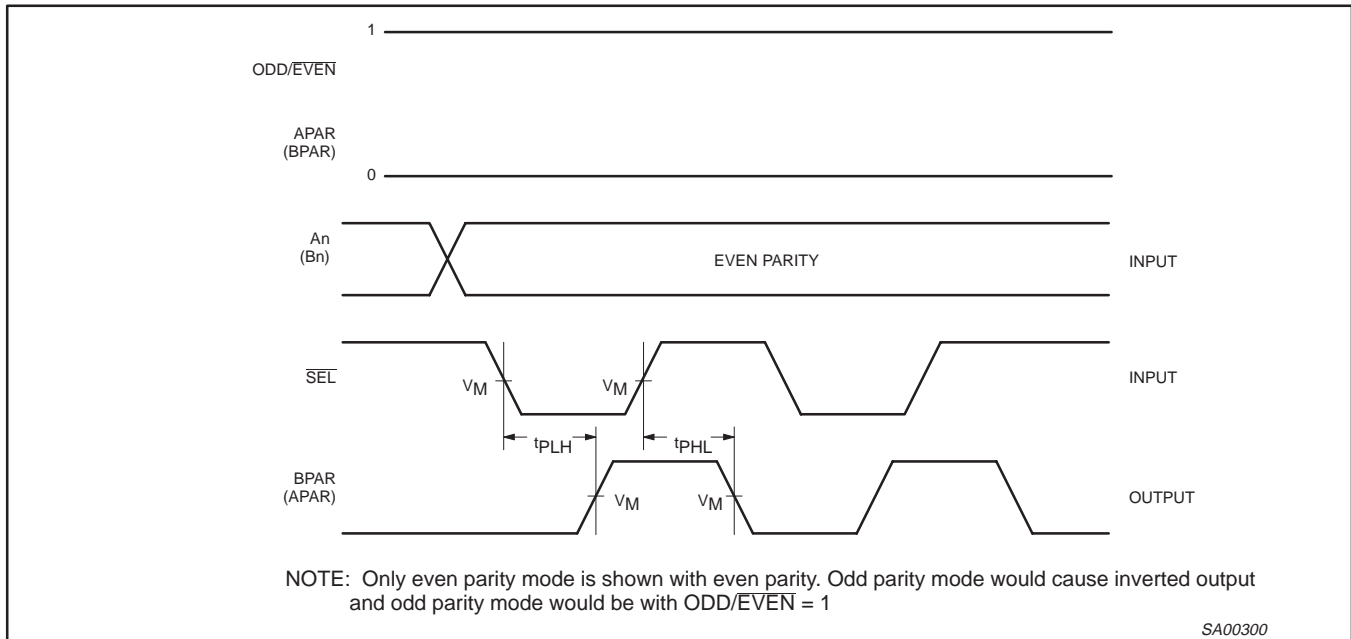 1
ODD/EVEN
APAR
(BPAR)
0
An
(Bn)
EVEN PARITY
INPUT
SEL
VM
VM
INPUT
tPLH
tPHL
BPAR
(APAR)
VM
VM
OUTPUT
NOTE: Only even parity mode is shown with even parity. Odd parity mode would cause inverted output
and odd parity mode would be with ODD/EVEN = 1
SA00300